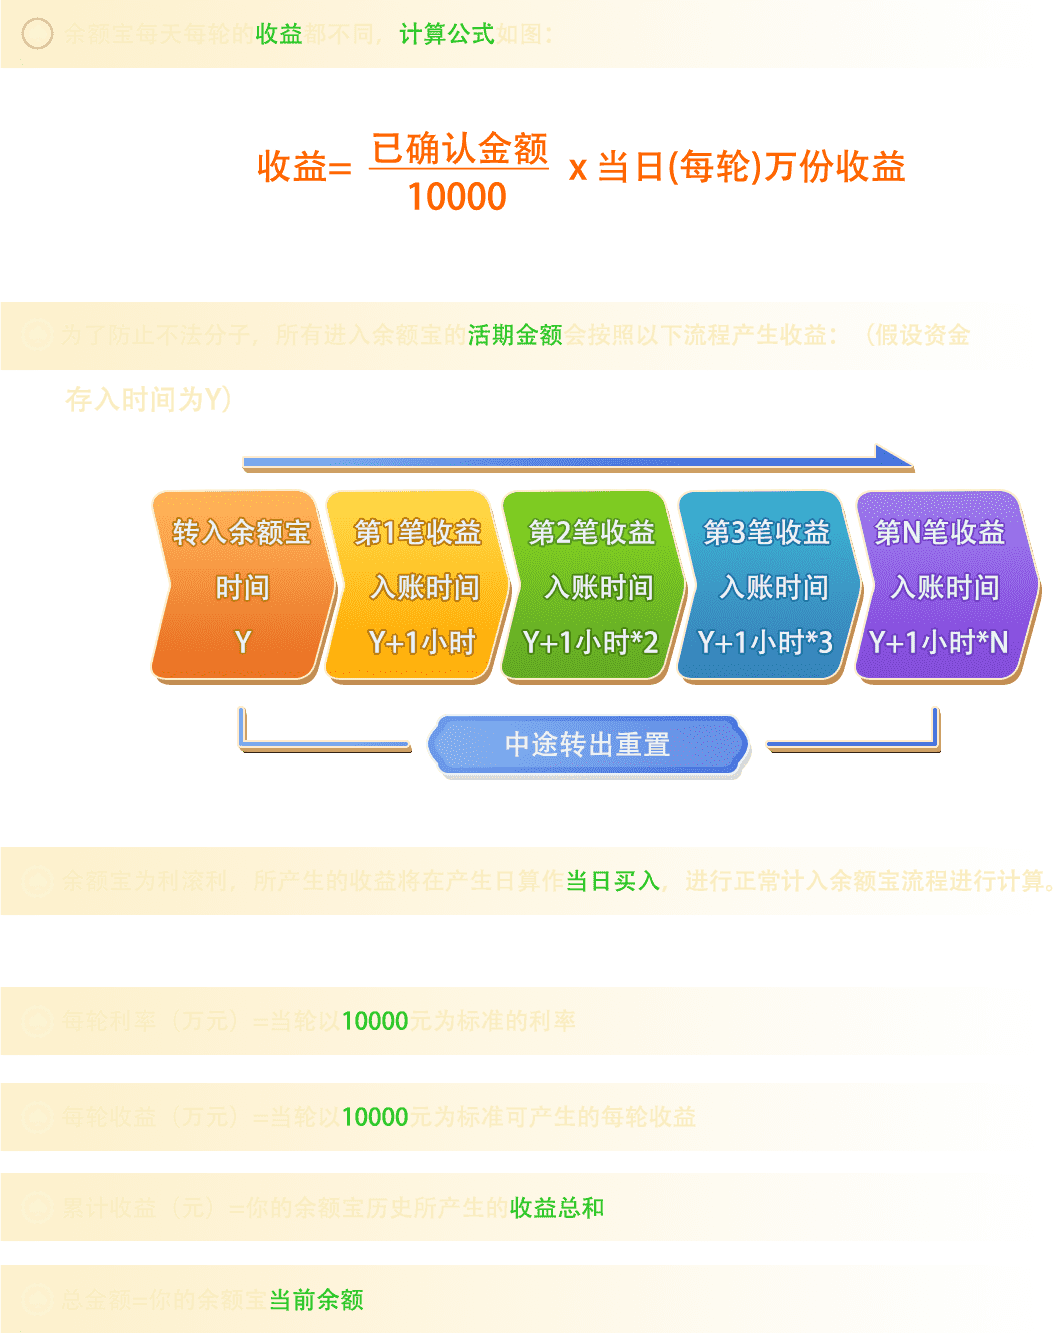 余额宝每天每轮的收益都不同，计算公式如图：
收益= 已确认金额 x 当日(每轮)万份收益
10000
为了防止不法分子，所有进入余额宝的活期金额会按照以下流程产生收益：（假设资金
存入时间为Y）
转入余额宝 第1笔收益 第2笔收益 第3笔收益 第N笔收益
时间 入账时间 入账时间 入账时间 入账时间
Y Y+1小时 Y+1小时*2 Y+1小时*3 Y+1小时*N
中途转出重置
余额宝为利滚利，所产生的收益将在产生日算作当日买入，进行正常计入余额宝流程进行计算。
每轮利率（万元）=当轮以10000元为标准的利率
每轮收益（万元）=当轮以10000元为标准可产生的每轮收益
累计收益（元）=你的余额宝历史所产生的收益总和
总金额=你的余额宝当前余额